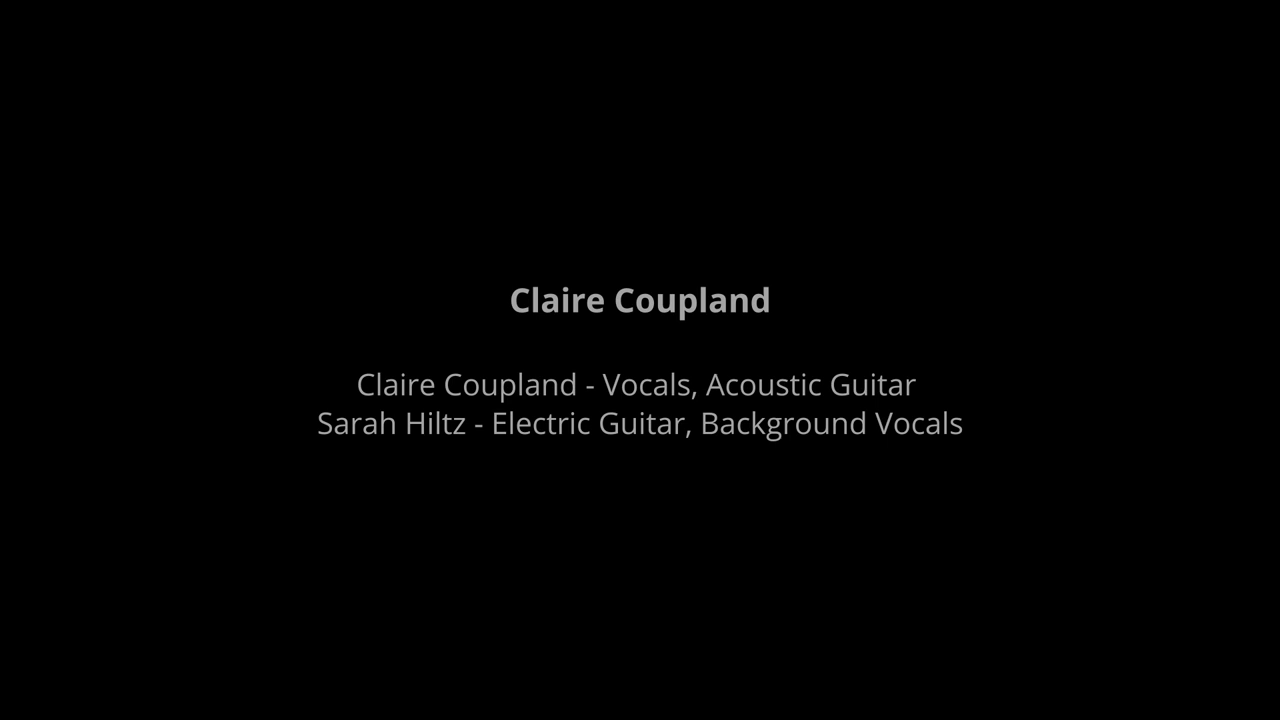 Claire Coupland
Claire Coupland - Vocals, Acoustic Guitar
Sarah Hiltz - Electric Guitar, Background Vocals